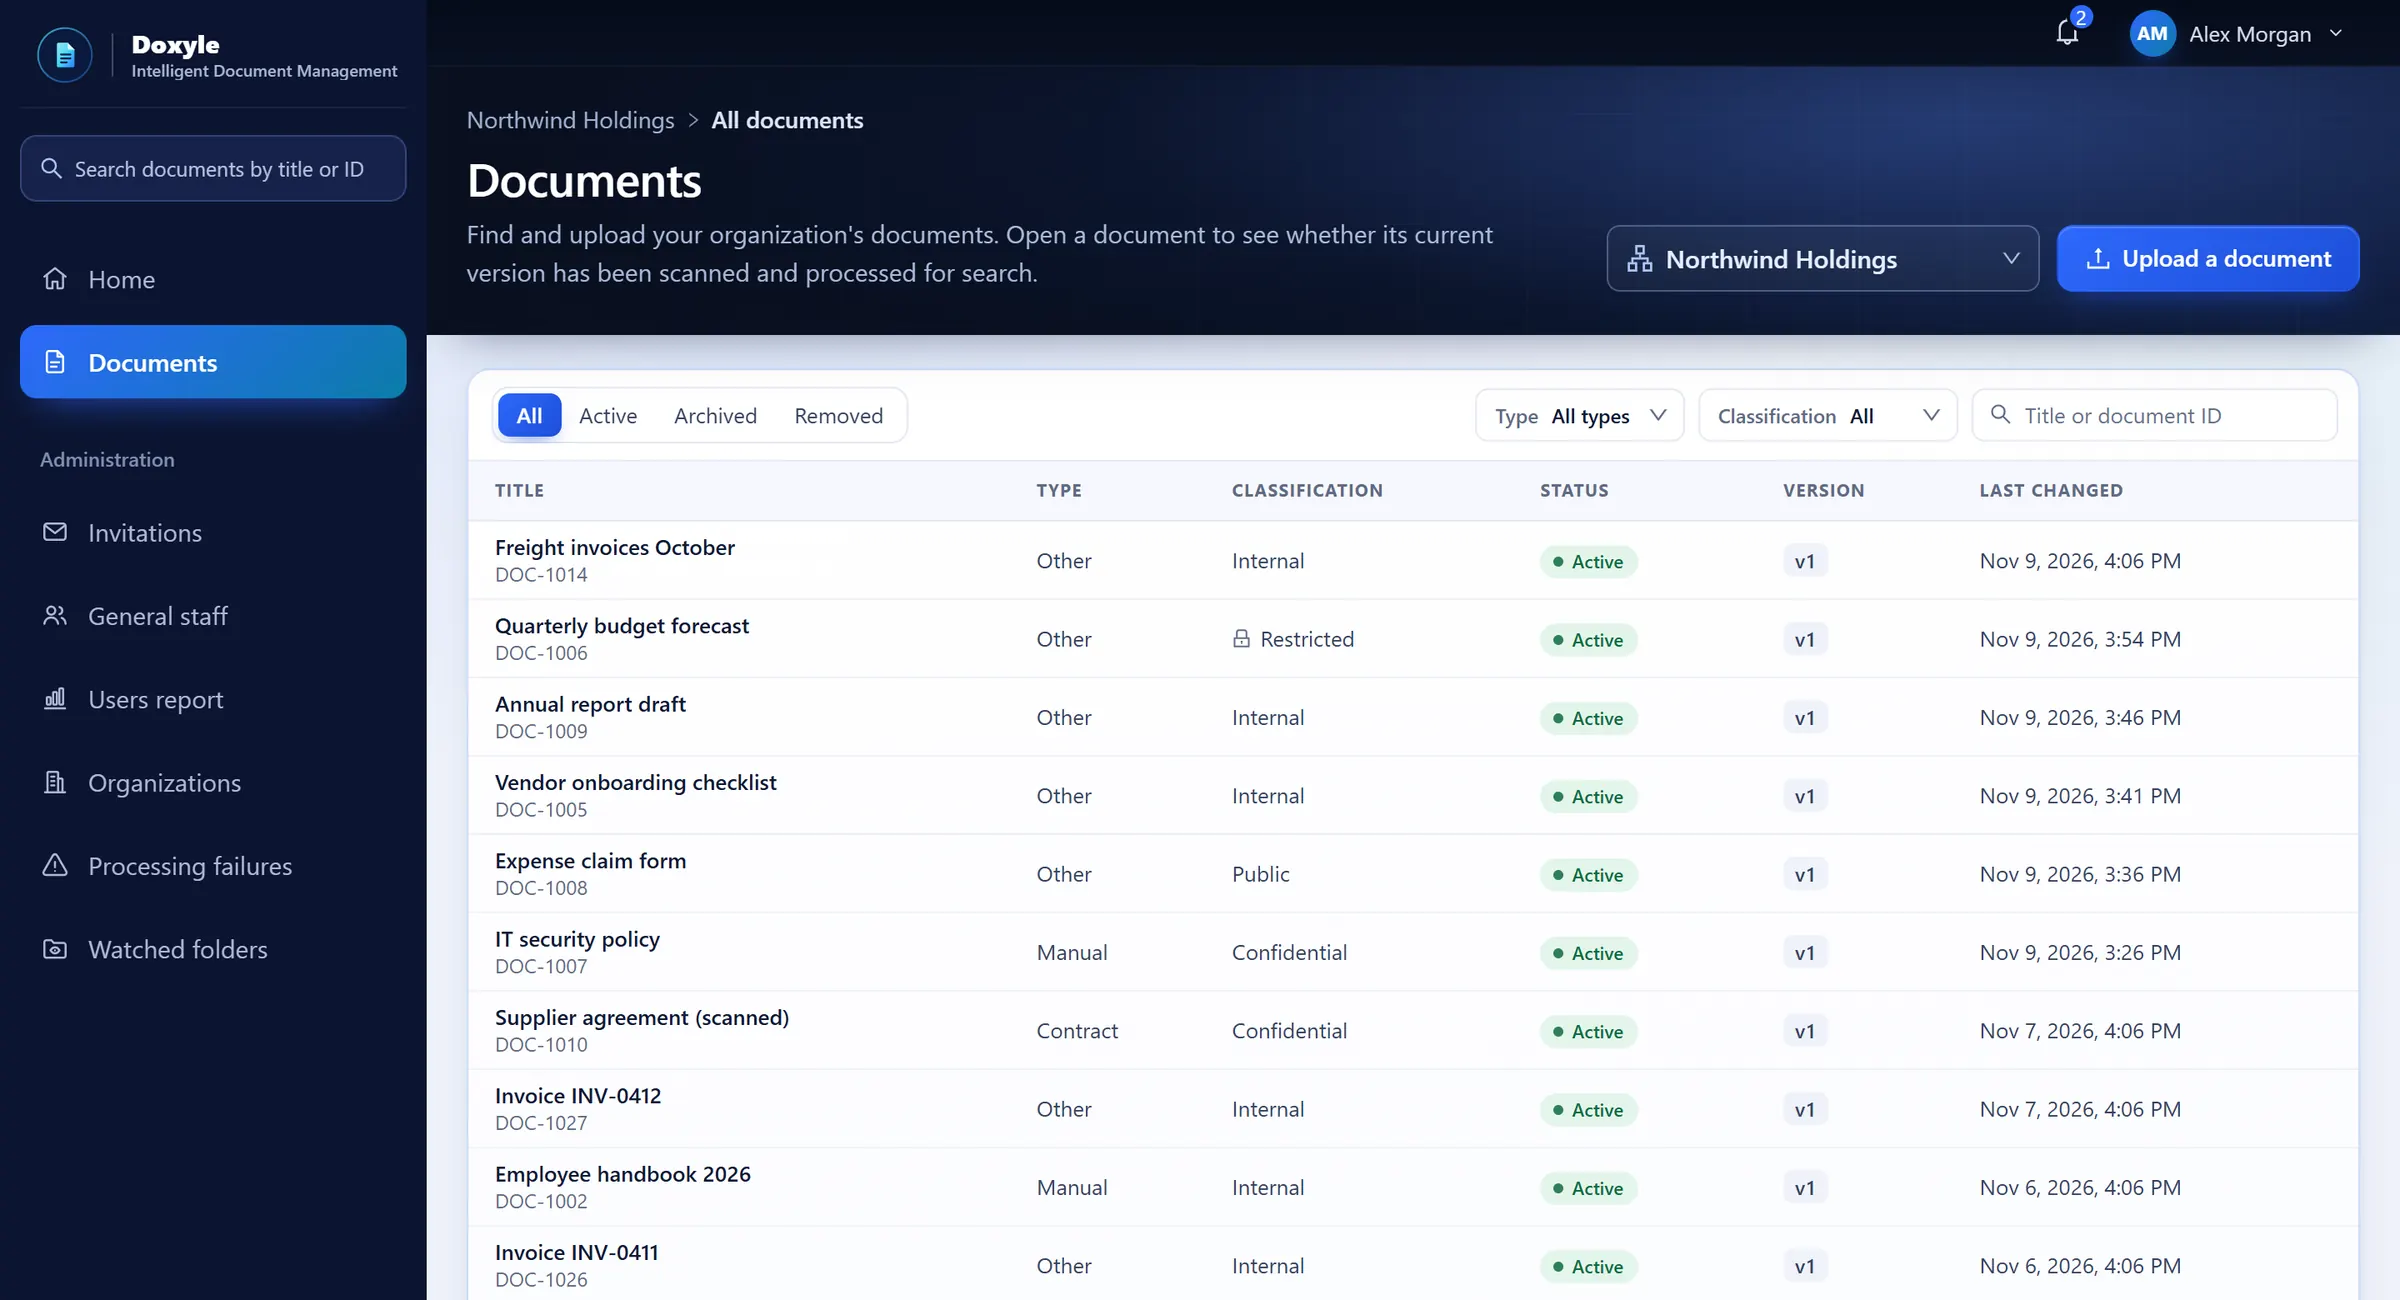 Doxyle
Intelligent Document Management
Search documents by title or ID
Home
Documents
Administration
Invitations
General staff
Users report
Organizations
Processing failures
Watched folders
2
AM Alex Morgan
Northwind Holdings > All documents
Documents
Find and upload your organization's documents. Open a document to see whether its current
version has been scanned and processed for search.
Northwind Holdings
Upload a document
All Active Archived Removed
Type All types
Classification All
Title or document ID
TITLE TYPE CLASSIFICATION STATUS VERSION LAST CHANGED
Freight invoices October
DOC-1014
Other Internal Active v1 Nov 9, 2026, 4:06 PM
Quarterly budget forecast
DOC-1006
Other Restricted Active v1 Nov 9, 2026, 3:54 PM
Annual report draft
DOC-1009
Other Internal Active v1 Nov 9, 2026, 3:46 PM
Vendor onboarding checklist
DOC-1005
Other Internal Active v1 Nov 9, 2026, 3:41 PM
Expense claim form
DOC-1008
Other Public Active v1 Nov 9, 2026, 3:36 PM
IT security policy
DOC-1007
Manual Confidential Active v1 Nov 9, 2026, 3:26 PM
Supplier agreement (scanned)
DOC-1010
Contract Confidential Active v1 Nov 7, 2026, 4:06 PM
Invoice INV-0412
DOC-1027
Other Internal Active v1 Nov 7, 2026, 4:06 PM
Employee handbook 2026
DOC-1002
Manual Internal Active v1 Nov 6, 2026, 4:06 PM
Invoice INV-0411
DOC-1026
Other Internal Active v1 Nov 6, 2026, 4:06 PM